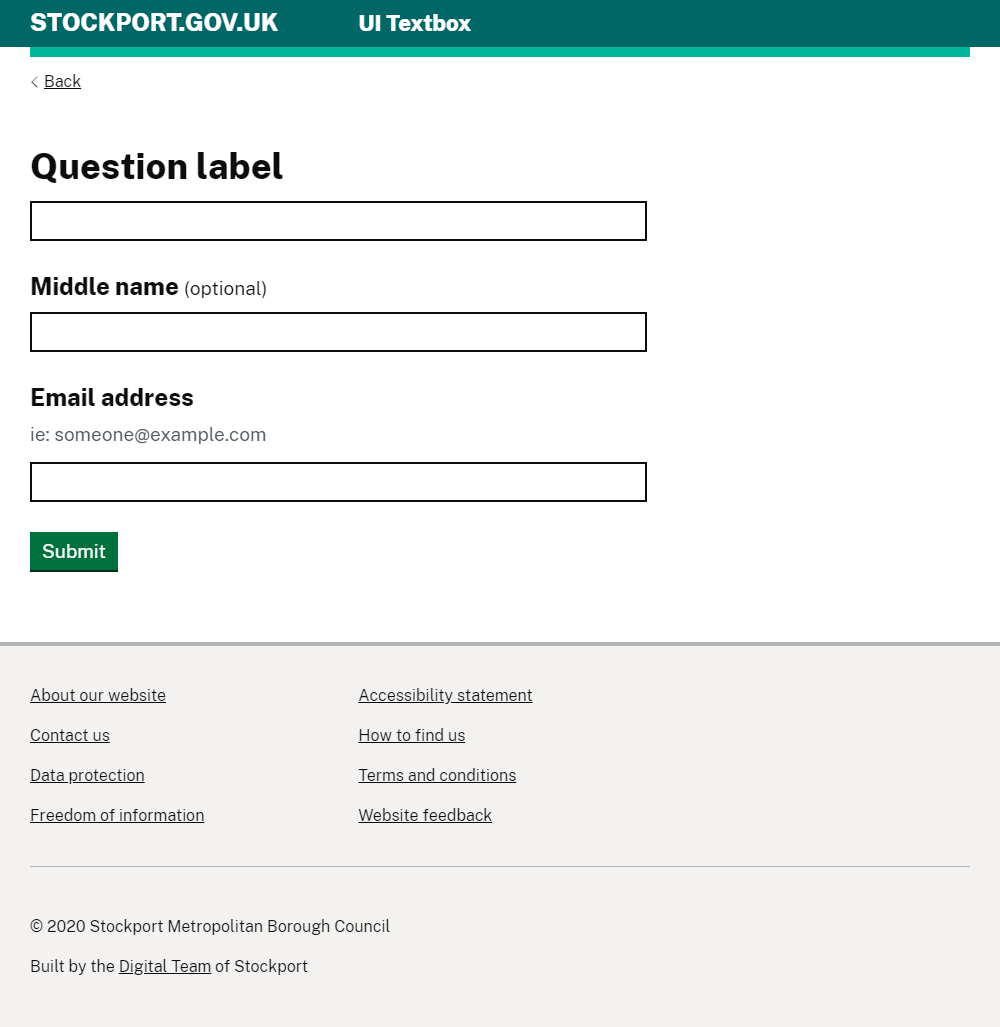 STOCKPORT.GOV.UK UI Textbox
Back
Question label
Middle name (optional)
Email address
ie: someone@example.com
Submit
About our website
Contact us
Data protection
Freedom of information
Accessibility statement
How to find us
Terms and conditions
Website feedback
© 2020 Stockport Metropolitan Borough Council
Built by the Digital Team of Stockport